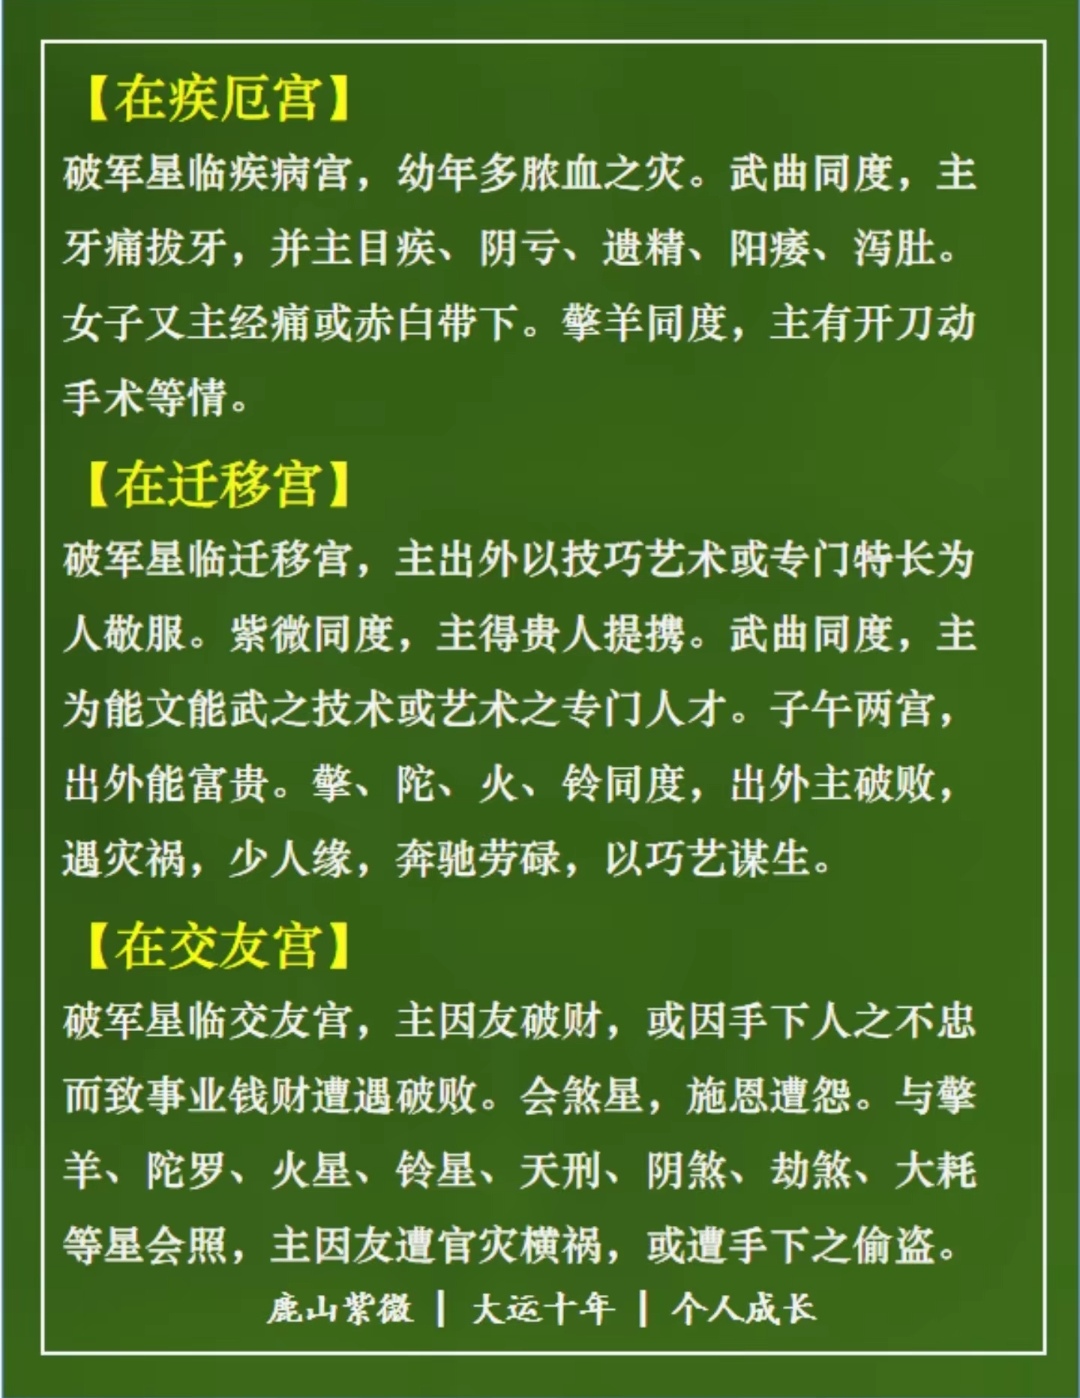 【在疾厄宫】
破军星临疾病宫，幼年多脓血之灾。武曲同度，主
牙痛拔牙，并主目疾、阴亏、遗精、阳痿、泻肚。
女子又主经痛或赤白带下。擎羊同度，主有开刀动
手术等情。
【在迁移宫】
破军星临迁移宫，主出外以技巧艺术或专门特长为
人敬服。紫微同度，主得贵人提携。武曲同度，主
为能文能武之技术或艺术之专门人才。子午两宫，
出外能富贵。擎、陀、火、铃同度，出外主破败，
遇灾祸，少人缘，奔驰劳碌，以巧艺谋生。
【在交友宫】
破军星临交友宫，主因友破财，或因手下人之不忠
而致事业钱财遭遇破败。会煞星，施恩遭怨。与擎
羊、陀罗、火星、铃星、天刑、阴煞、劫煞、大耗
等星会照，主因友遭官灾横祸，或遭手下之偷盗。
鹿山紫微 | 大运十年 | 个人成长